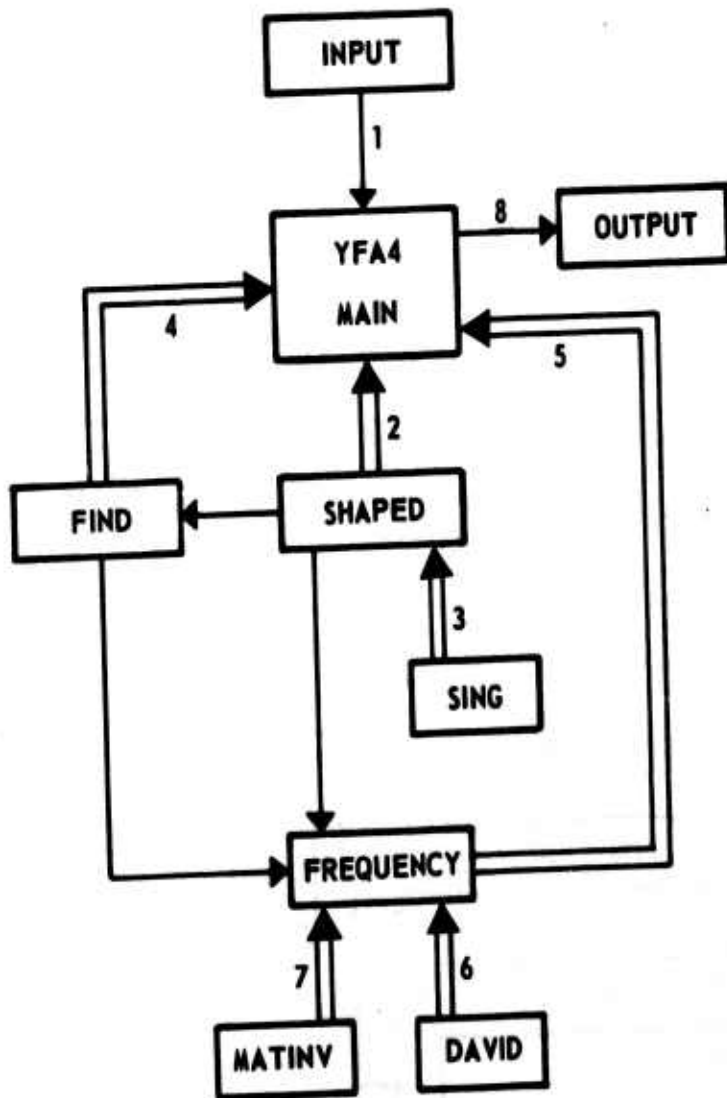 INPUT
1
YFA4
MAIN
8
OUTPUT
4
5
2
FIND
SHAPED
3
SING
FREQUENCY
7
6
MATINV
DAVID